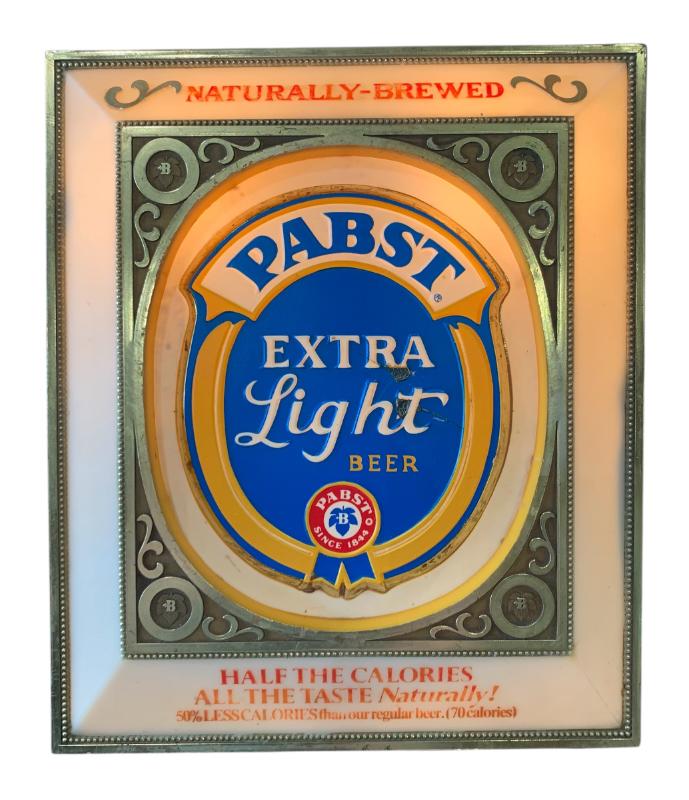 NATURALLY-BREWED
B B
PABST®
EXTRA
Light
BEER
PABST
B
SINCE 1844
B B
HALF THE CALORIES
ALL THE TASTE Naturally!
50% LESS CALORIES than our regular beer. (70 calories)